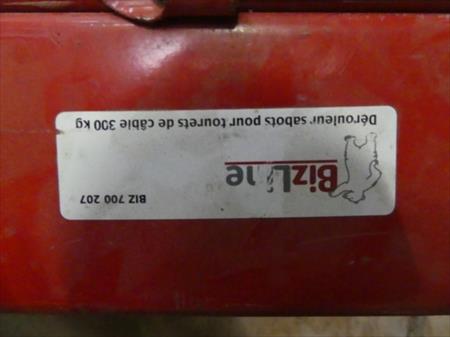 BIZ 700 207
BizLine
Dérouleur sabots pour tourets de câble 300 kg